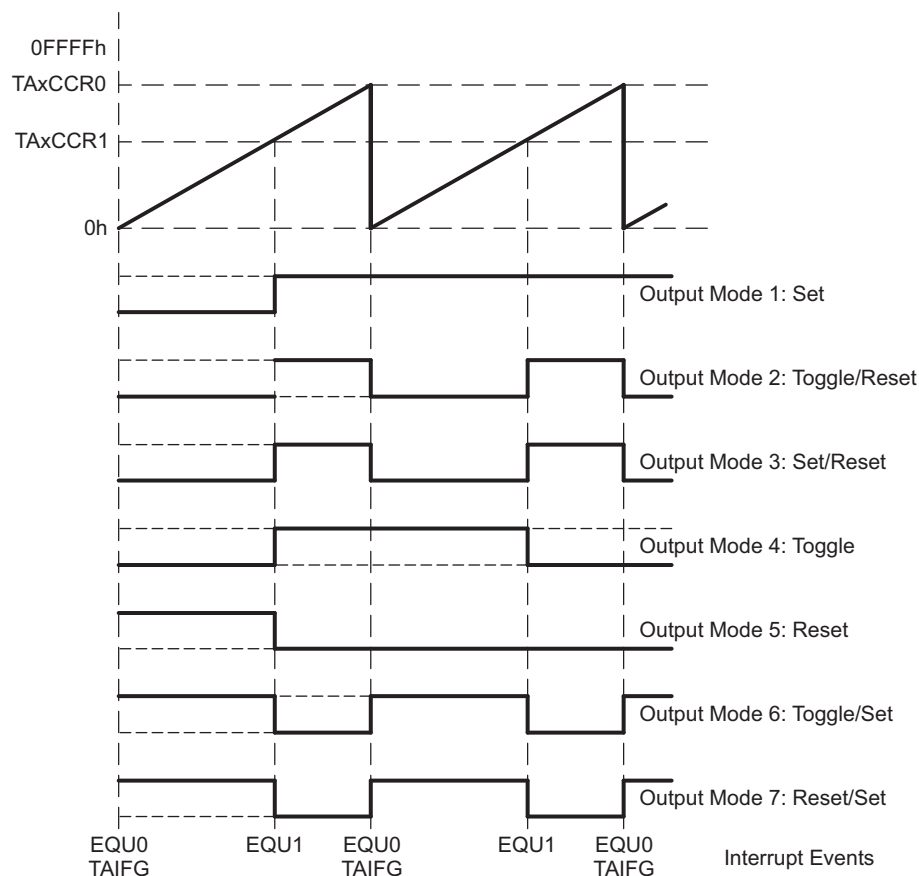 0FFFFh
TAxCCR0
TAxCCR1
0h
Output Mode 1: Set
Output Mode 2: Toggle/Reset
Output Mode 3: Set/Reset
Output Mode 4: Toggle
Output Mode 5: Reset
Output Mode 6: Toggle/Set
Output Mode 7: Reset/Set
EQU0 EQU1 EQU0 EQU1 EQU0
TAIFG TAIFG TAIFG Interrupt Events